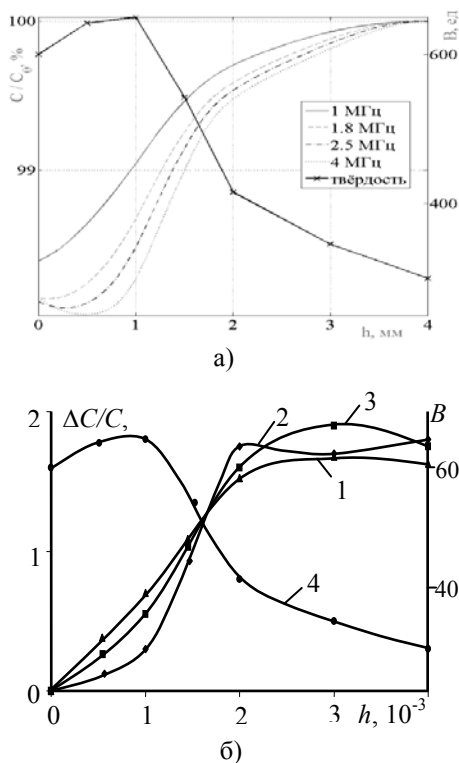 100
C / C₀, %
99
B, ед
600
400
1 МГц
1.8 МГц
2.5 МГц
4 МГц
твёрдость
0 1 2 3 4
h, мм
а)
2 ΔC/C, B
1
0
60
40
2
3
1
4
0 1 2 3 h, 10⁻³
б)